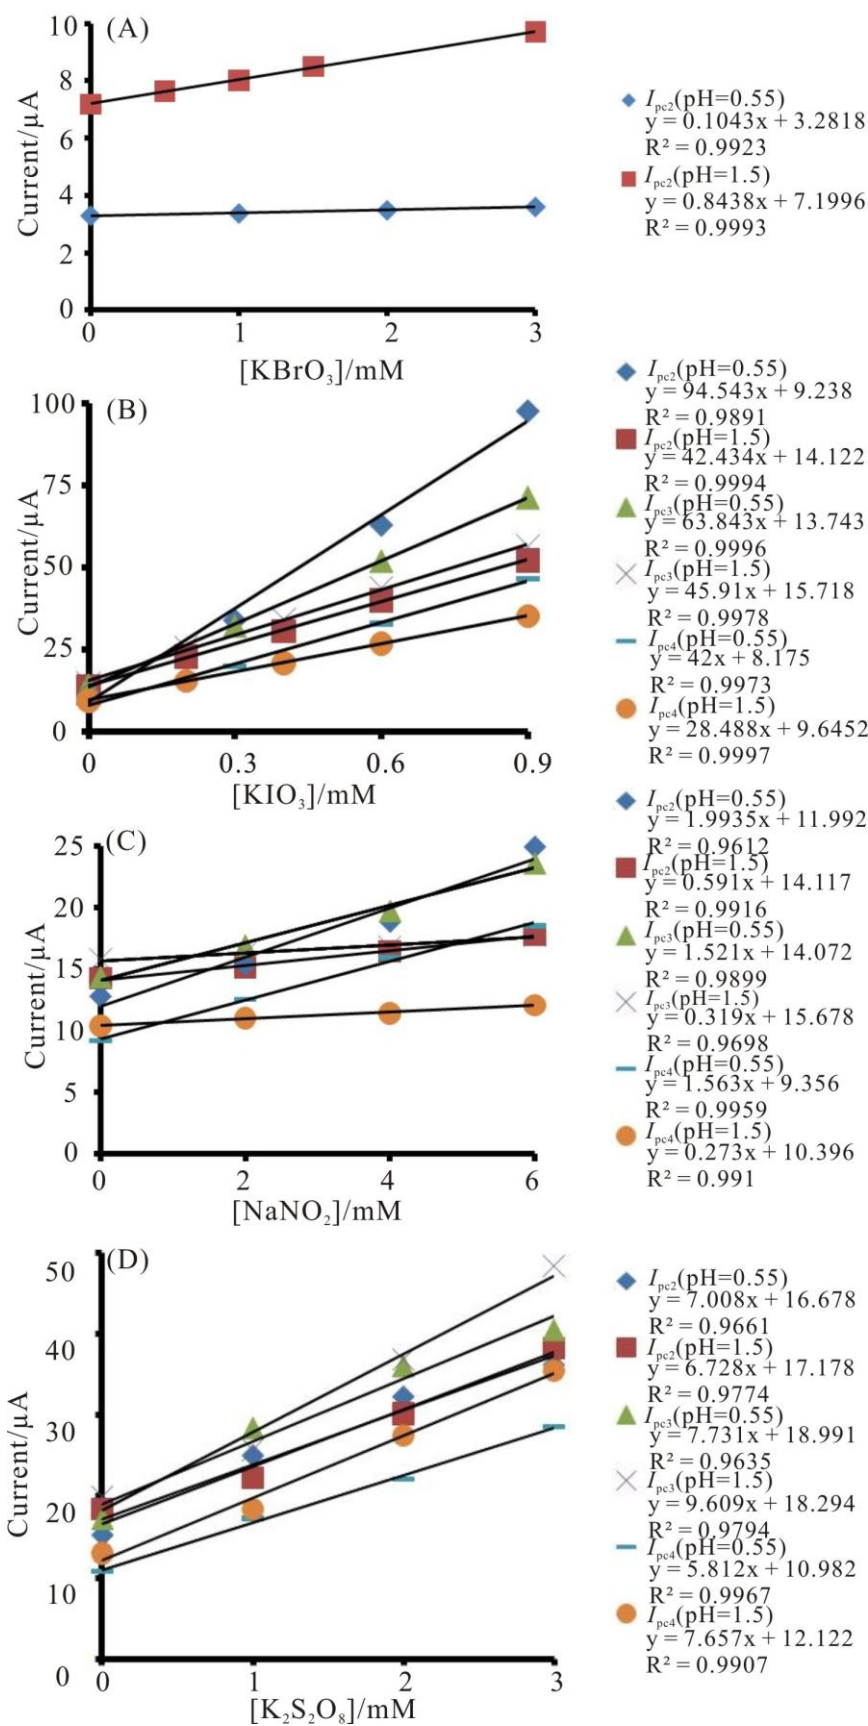 (A)
10
8
6
4
2
0
Current/μA
0 1 2 3
[KBrO₃]/mM
Ipc2(pH=0.55)
y = 0.1043x + 3.2818
R² = 0.9923
Ipc2(pH=1.5)
y = 0.8438x + 7.1996
R² = 0.9993
(B)
100
75
50
25
0
Current/μA
0 0.3 0.6 0.9
[KIO₃]/mM
Ipc2(pH=0.55)
y = 94.543x + 9.238
R² = 0.9891
Ipc2(pH=1.5)
y = 42.434x + 14.122
R² = 0.9994
Ipc3(pH=0.55)
y = 63.843x + 13.743
R² = 0.9996
Ipc3(pH=1.5)
y = 45.91x + 15.718
R² = 0.9978
Ipc4(pH=0.55)
y = 42x + 8.175
R² = 0.9973
Ipc4(pH=1.5)
y = 28.488x + 9.6452
R² = 0.9997
(C)
25
20
15
10
5
0
Current/μA
0 2 4 6
[NaNO₂]/mM
Ipc2(pH=0.55)
y = 1.9935x + 11.992
R² = 0.9612
Ipc2(pH=1.5)
y = 0.591x + 14.117
R² = 0.9916
Ipc3(pH=0.55)
y = 1.521x + 14.072
R² = 0.9899
Ipc3(pH=1.5)
y = 0.319x + 15.678
R² = 0.9698
Ipc4(pH=0.55)
y = 1.563x + 9.356
R² = 0.9959
Ipc4(pH=1.5)
y = 0.273x + 10.396
R² = 0.991
(D)
50
40
30
20
10
0
Current/μA
0 1 2 3
[K₂S₂O₈]/mM
Ipc2(pH=0.55)
y = 7.008x + 16.678
R² = 0.9661
Ipc2(pH=1.5)
y = 6.728x + 17.178
R² = 0.9774
Ipc3(pH=0.55)
y = 7.731x + 18.991
R² = 0.9635
Ipc3(pH=1.5)
y = 9.609x + 18.294
R² = 0.9794
Ipc4(pH=0.55)
y = 5.812x + 10.982
R² = 0.9967
Ipc4(pH=1.5)
y = 7.657x + 12.122
R² = 0.9907